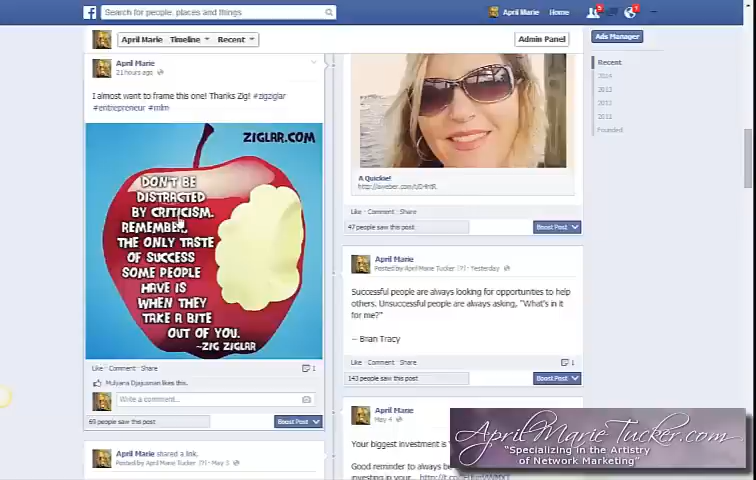 Search for people, places and things
April Marie
Home
April Marie
Timeline
Recent
Admin Panel
Ads Manager
Recent
2014
2013
2012
2011
Founded
April Marie
21 hours ago
I almost want to frame this one! Thanks Zig! #zigziglar
#entrepreneur #mlm
ZIGLAR.COM
DON'T BE
DISTRACTED
BY CRITICISM.
REMEMBER,
THE ONLY TASTE
OF SUCCESS
SOME PEOPLE
HAVE IS
WHEN THEY
TAKE A BITE
OUT OF YOU.
~ZIG ZIGLAR
Like · Comment · Share
1
likes this.
Write a comment...
69 people saw this post
Boost Post
April Marie shared a link.
Posted by April Marie Tucker [?] · May 5
A Quickie!
Like · Comment · Share
47 people saw this post
Boost Post
April Marie
Posted by April Marie Tucker [?] · Yesterday
Successful people are always looking for opportunities to help
others. Unsuccessful people are always asking, "What's in it
for me?"
-- Brian Tracy
Like · Comment · Share
1
143 people saw this post
Boost Post
April Marie
May 4
Your biggest investment is
Good reminder to always be
investing in your...
AprilMarieTucker.com
"Specializing in the Artistry
of Network Marketing"